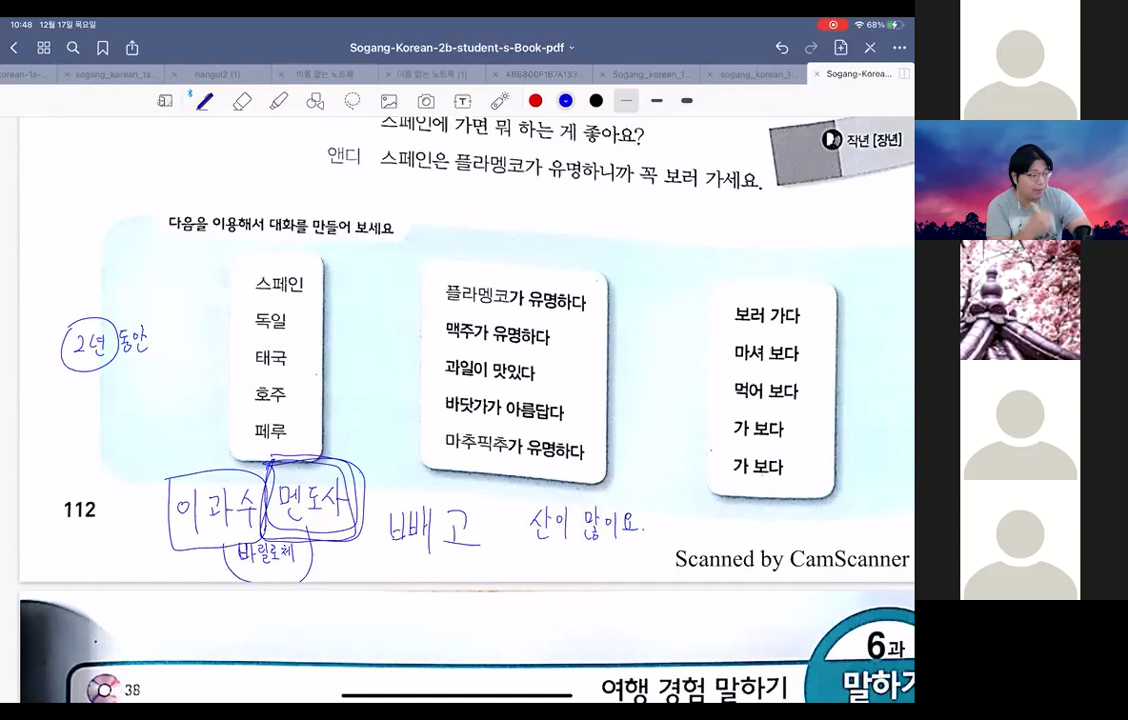 10:48 12월 17일 목요일
68%
Sogang-Korean-2b-student-s-Book-pdf
sogang_korean_1a...
hangul2 (1)
이름 없는 노트북
이름 없는 노트북 (1)
Sogang_korean_1...
sogang_korean_1...
Sogang-Korea...
스페인에 가면 뭐 하는 게 좋아요?
작년 [장년]
앤디 스페인은 플라멩코가 유명하니까 꼭 보러 가세요.
다음을 이용해서 대화를 만들어 보세요
스페인
독일
태국
호주
페루
플라멩코가 유명하다
맥주가 유명하다
과일이 맛있다
바닷가가 아름답다
마추픽추가 유명하다
보러 가다
마셔 보다
먹어 보다
가 보다
가 보다
2년 동안
이과수 멘도사
바릴로체
빼고
산이 많이요.
112
Scanned by CamScanner
38
여행 경험 말하기
6과
말하기